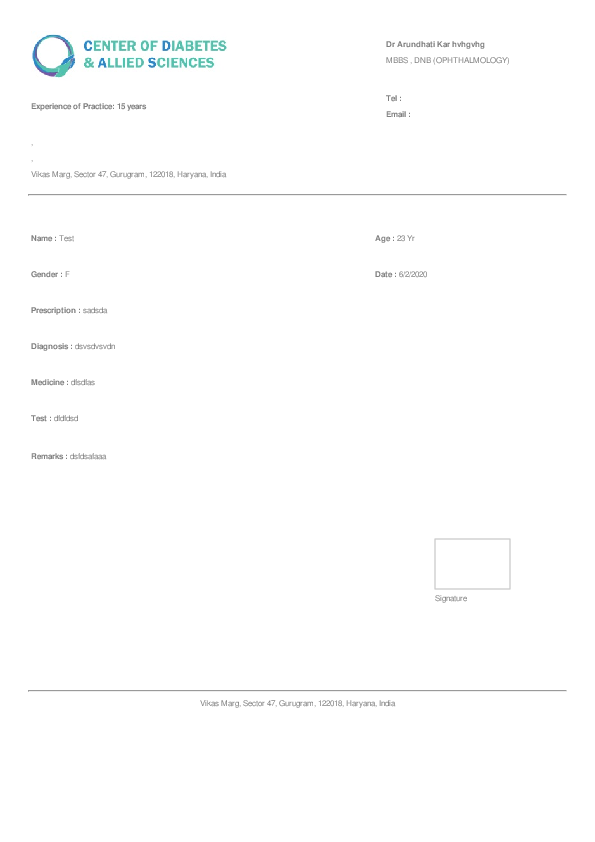 CENTER OF DIABETES
& ALLIED SCIENCES
Dr Arundhati Kar hvhgvhg
MBBS , DNB (OPHTHALMOLOGY)
Tel :
Email :
Experience of Practice: 15 years
,
,
Vikas Marg, Sector 47, Gurugram, 122018, Haryana, India
Name : Test
Age : 23 Yr
Gender : F
Date : 6/2/2020
Prescription : sadsda
Diagnosis : dsvsdvsvdn
Medicine : dlsdlas
Test : dfdfdsd
Remarks : dsfdsafaaa
Signature
Vikas Marg, Sector 47, Gurugram, 122018, Haryana, India